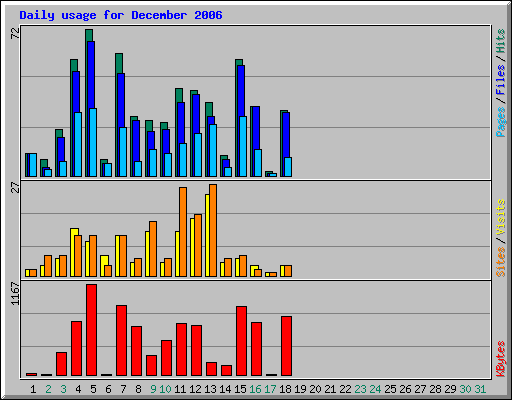 Daily usage for December 2006
72
Pages / Files / Hits
27
Sites / Visits
1167
KBytes
1 2 3 4 5 6 7 8 9 10 11 12 13 14 15 16 17 18 19 20 21 22 23 24 25 26 27 28 29 30 31